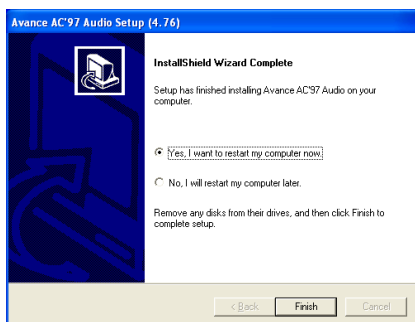 Avance AC'97 Audio Setup (4.76)
InstallShield Wizard Complete
Setup has finished installing Avance AC'97 Audio on your
computer.
Yes, I want to restart my computer now.
No, I will restart my computer later.
Remove any disks from their drives, and then click Finish to
complete setup.
< Back Finish Cancel